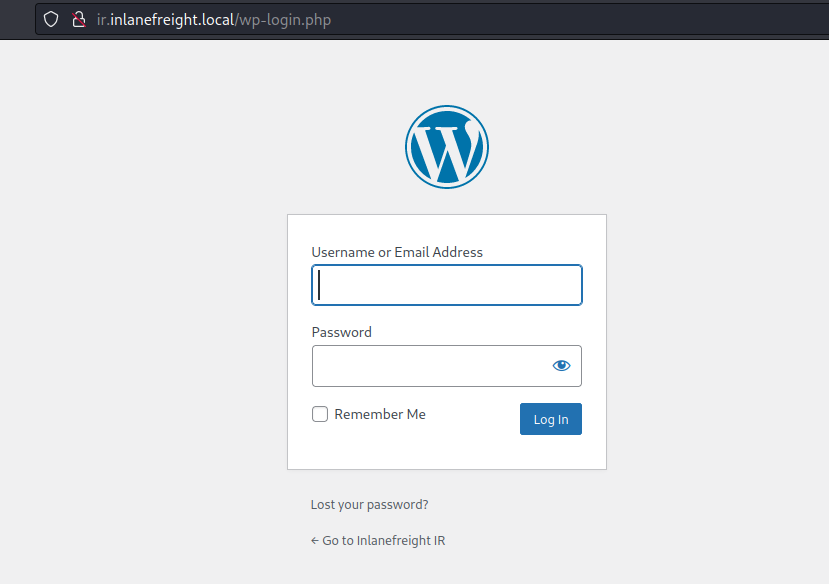 ir.inlanefreight.local/wp-login.php
Username or Email Address
Password
Remember Me
Log In
Lost your password?
← Go to Inlanefreight IR